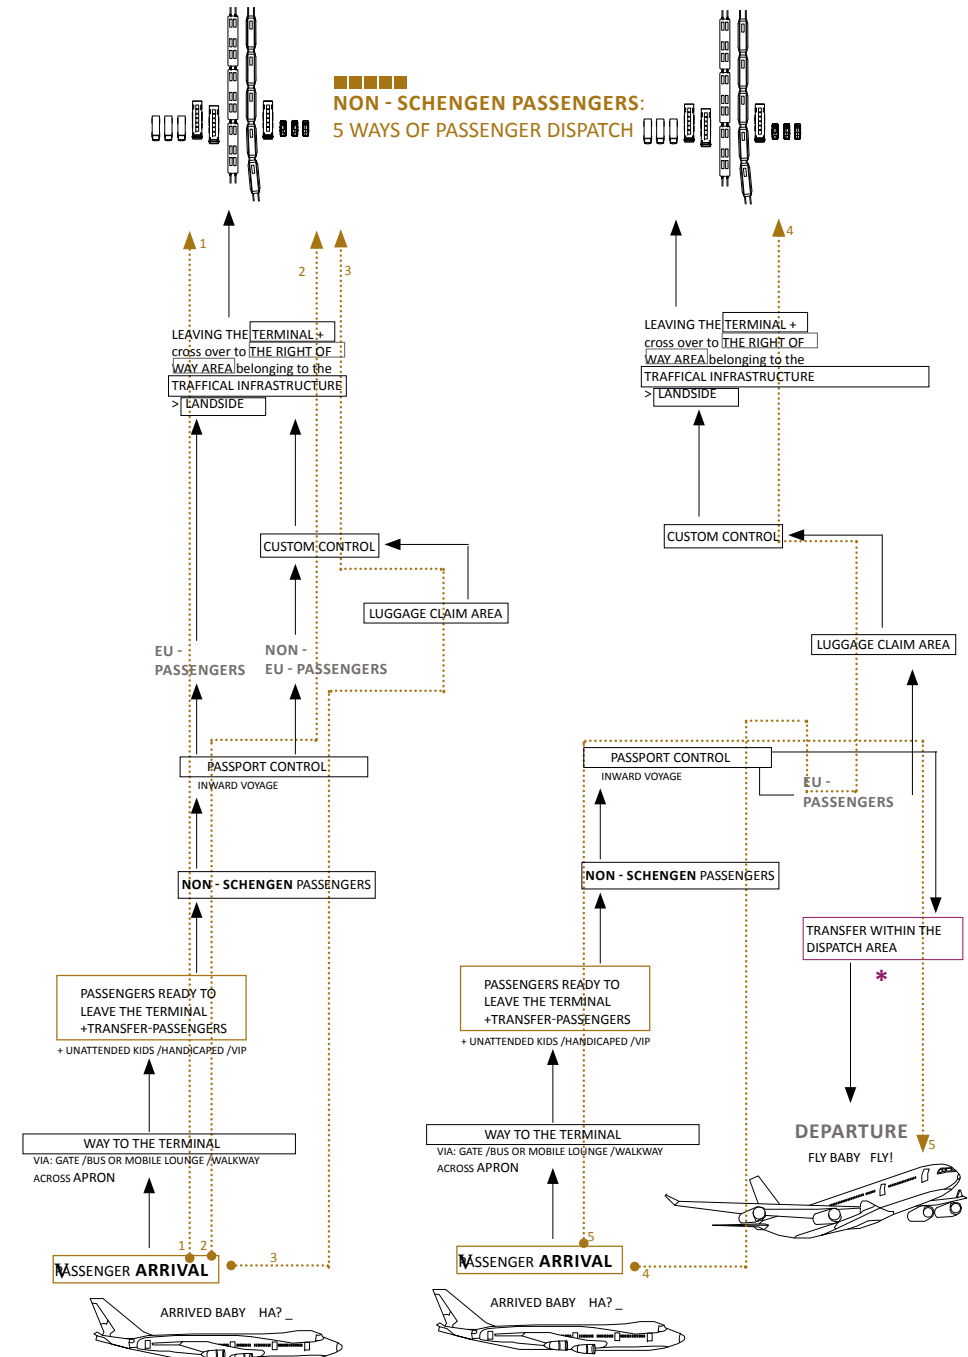 NON - SCHENGEN PASSENGERS:
5 WAYS OF PASSENGER DISPATCH
1
2
3
LEAVING THE TERMINAL +
cross over to THE RIGHT OF
WAY AREA belonging to the
TRAFFICAL INFRASTRUCTURE
> LANDSIDE
CUSTOM CONTROL
LUGGAGE CLAIM AREA
EU -
PASSENGERS
NON -
EU - PASSENGERS
PASSPORT CONTROL
INWARD VOYAGE
NON - SCHENGEN PASSENGERS
PASSENGERS READY TO
LEAVE THE TERMINAL
+TRANSFER-PASSENGERS
+ UNATTENDED KIDS /HANDICAPED /VIP
WAY TO THE TERMINAL
VIA: GATE /BUS OR MOBILE LOUNGE /WALKWAY
ACROSS APRON
1
2
3
PASSENGER ARRIVAL
ARRIVED BABY HA? _
4
LEAVING THE TERMINAL +
cross over to THE RIGHT OF
WAY AREA belonging to the
TRAFFICAL INFRASTRUCTURE
> LANDSIDE
CUSTOM CONTROL
LUGGAGE CLAIM AREA
PASSPORT CONTROL
INWARD VOYAGE
EU -
PASSENGERS
NON - SCHENGEN PASSENGERS
TRANSFER WITHIN THE
DISPATCH AREA
*
PASSENGERS READY TO
LEAVE THE TERMINAL
+TRANSFER-PASSENGERS
+ UNATTENDED KIDS /HANDICAPED /VIP
WAY TO THE TERMINAL
VIA: GATE /BUS OR MOBILE LOUNGE /WALKWAY
ACROSS APRON
DEPARTURE
5
FLY BABY FLY!
5
4
PASSENGER ARRIVAL
ARRIVED BABY HA? _